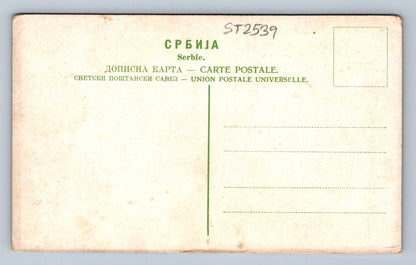 ST2539
СРБИЈА
Serbie.
ДОПИСНА КАРТА — CARTE POSTALE.
СВЕТСКИ ПОШТАНСКИ САВЕЗ — UNION POSTALE UNIVERSELLE.